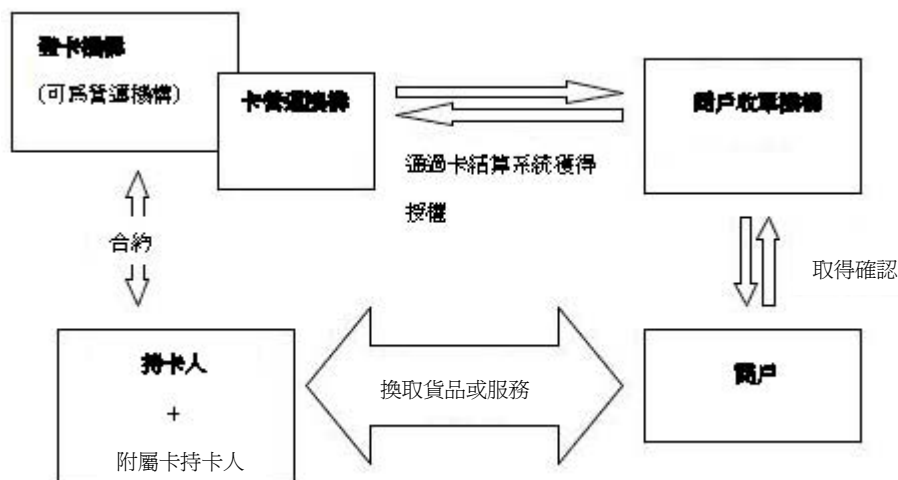 發卡機構
(可爲營運機構)
卡營運機構
商戶收單機構
通過卡結算系統獲得
授權
合約
取得確認
持卡人
+
附屬卡持卡人
換取貨品或服務
商戶